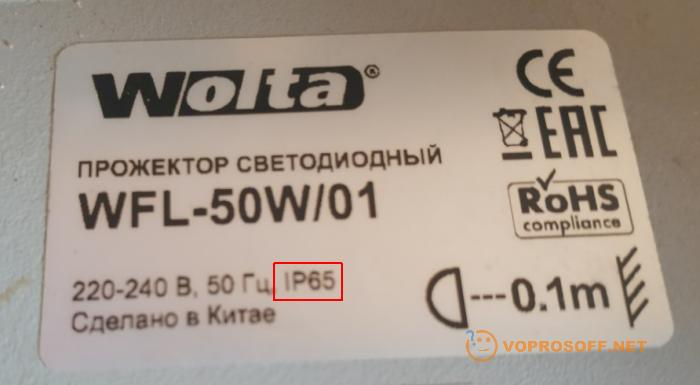 Wolta®
CE
EAC
ПРОЖЕКТОР СВЕТОДИОДНЫЙ
WFL-50W/01
RoHS
compliance
220-240 В, 50 Гц, IP65
Сделано в Китае
0.1m
VOPROSOFF.NET